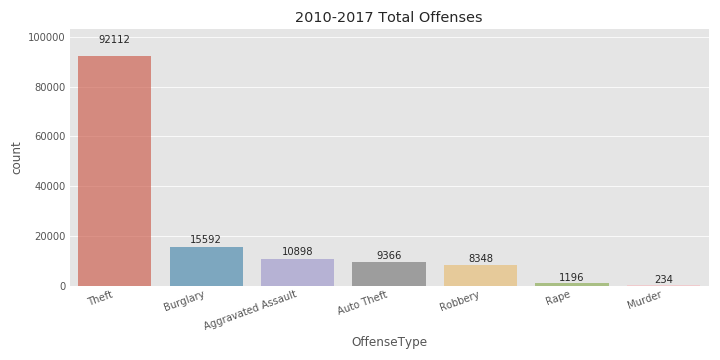 2010-2017 Total Offenses
100000
80000
60000
40000
20000
0
count
92112
15592
10898
9366
8348
1196
234
Theft
Burglary
Aggravated Assault
Auto Theft
Robbery
Rape
Murder
OffenseType